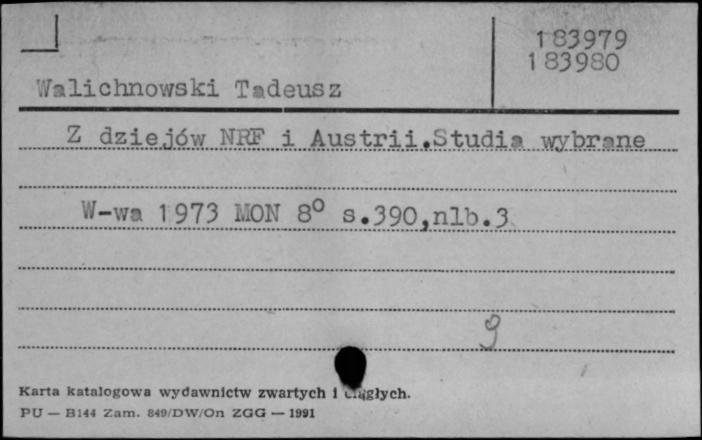 183979
183980
Walichnowski Tadeusz
Z dziejów NRF i Austrii.Studia wybrane
W-wa 1973 MON 8° s.390,nlb.3
9
Karta katalogowa wydawnictw zwartych i ciągłych.
PU — B144 Zam. 849/DW/On ZGG — 1991